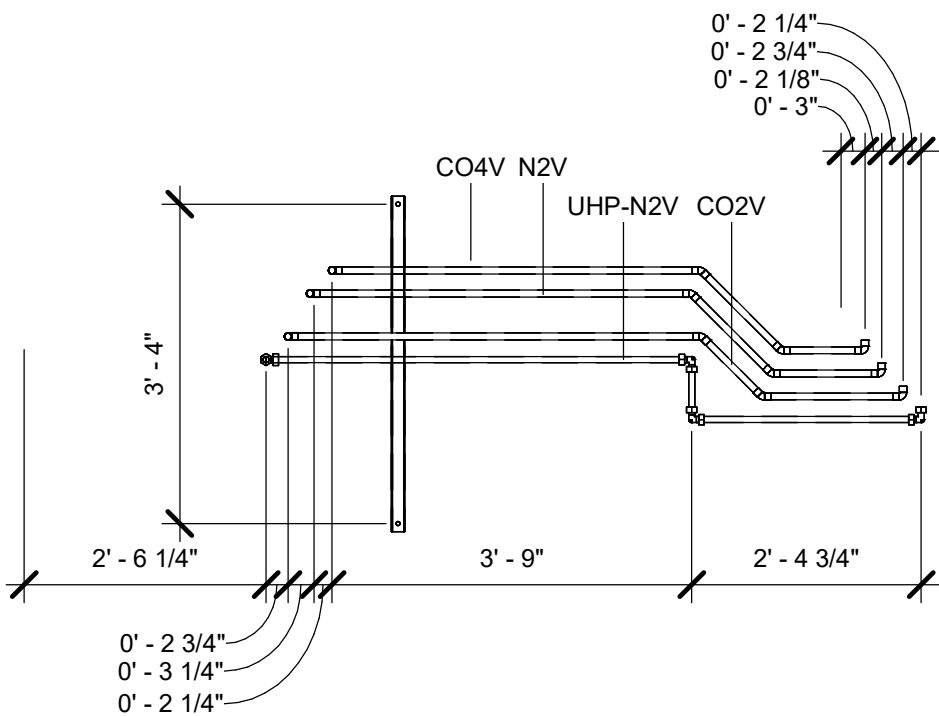 0' - 2 1/4"
0' - 2 3/4"
0' - 2 1/8"
0' - 3"
CO4V N2V
UHP-N2V CO2V
3' - 4"
2' - 6 1/4"
3' - 9"
2' - 4 3/4"
0' - 2 3/4"
0' - 3 1/4"
0' - 2 1/4"